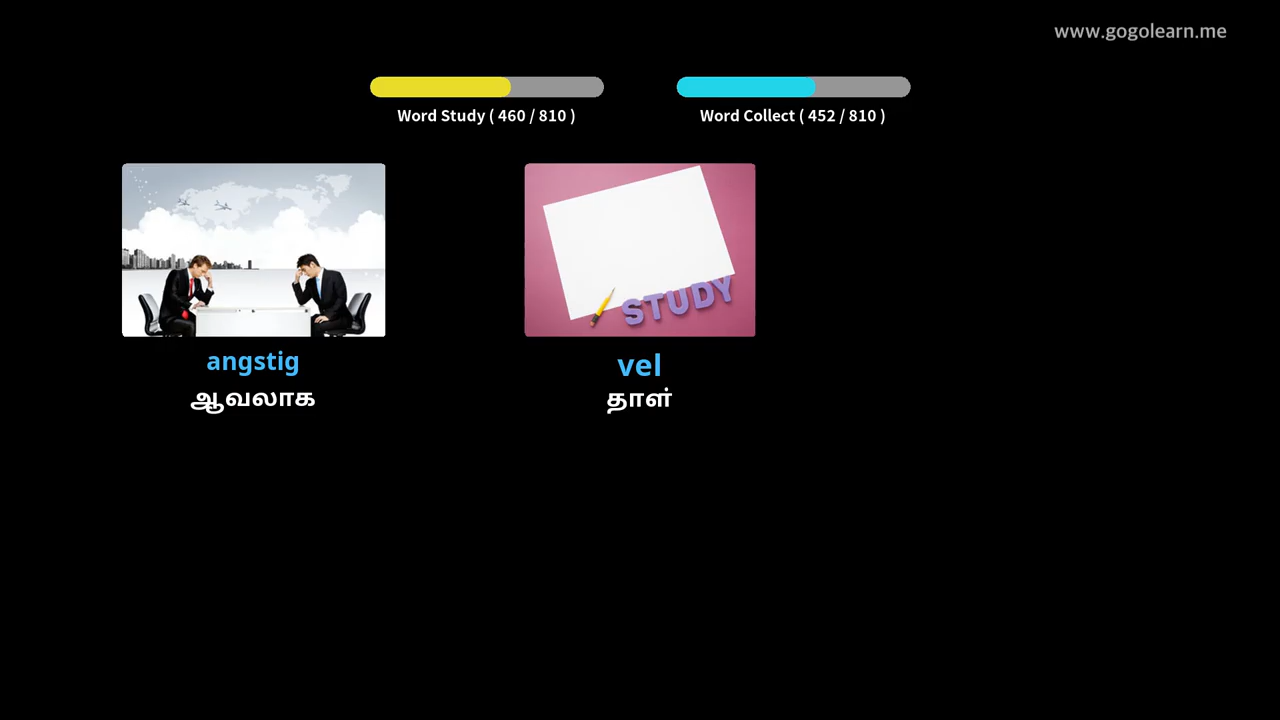 www.gogolearn.me
Word Study ( 460 / 810 )
Word Collect ( 452 / 810 )
STUDY
angstig
ஆவலாக
vel
தாள்